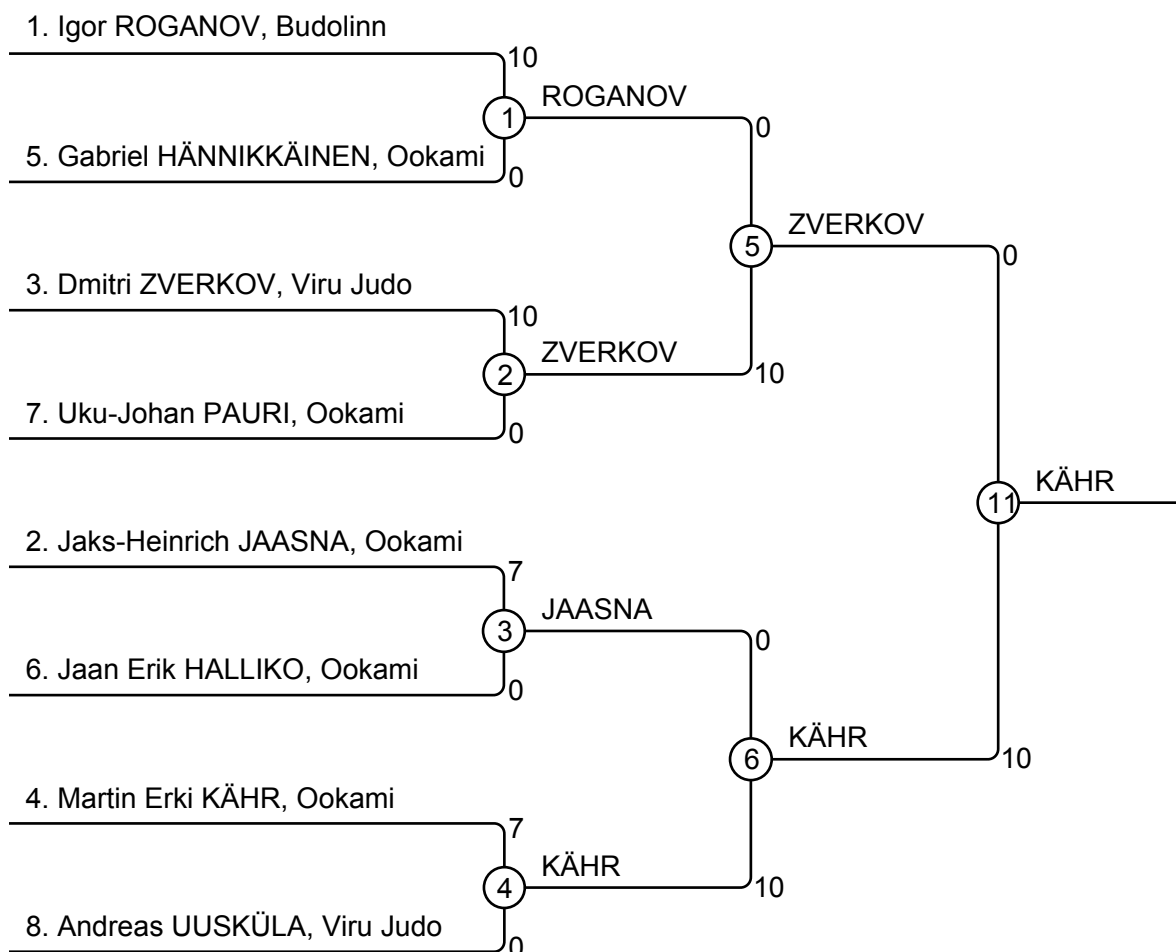 1. Igor ROGANOV, Budolinn
10
1
ROGANOV
0
5. Gabriel HÄNNIKKÄINEN, Ookami
0
5
ZVERKOV
0
3. Dmitri ZVERKOV, Viru Judo
10
2
ZVERKOV
10
7. Uku-Johan PAURI, Ookami
0
11
KÄHR
2. Jaks-Heinrich JAASNA, Ookami
7
3
JAASNA
0
6. Jaan Erik HALLIKO, Ookami
0
6
KÄHR
10
4. Martin Erki KÄHR, Ookami
7
4
KÄHR
10
8. Andreas UUSKÜLA, Viru Judo
0